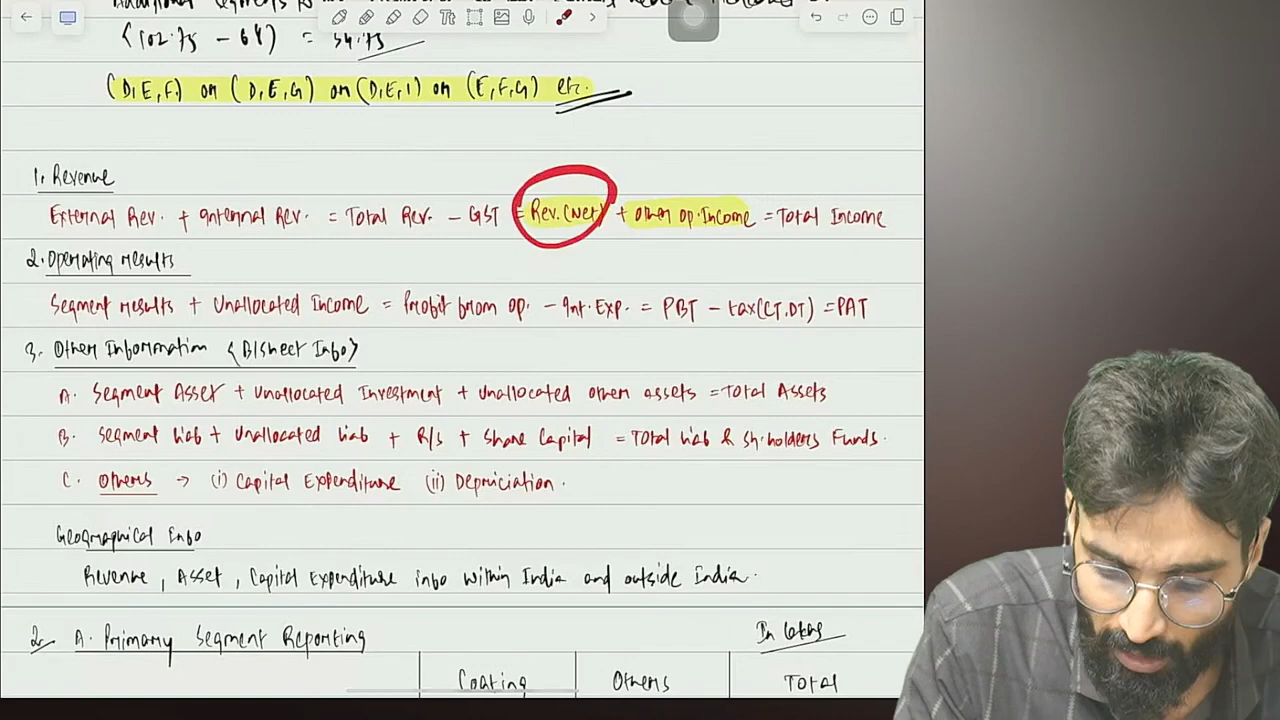 (102.75 - 64) = 34.75
(D,E,F) or (D,E,G) or (D,E,I) or (E,F,G) etc.
1. Revenue
External Rev. + Internal Rev. = Total Rev. - GST = Rev.(Net) + other op.Income = Total Income
2. Operating results
Segment results + Unallocated Income = Profit from op. - Int. Exp. = PBT - tax(CT,DT) = PAT
3. Other Information (B/sheet Info)
A. Segment Asset + Unallocated Investment + Unallocated other assets = Total Assets
B. Segment Liab + Unallocated Liab + R/s + Share Capital = Total Liab & sh.holders Funds.
C. Others → (i) Capital Expenditure (ii) Depriciation.
Geographical Info
Revenue, Asset, Capital Expenditure info within India and outside India.
2. A. Primary Segment Reporting
In lakhs
Coating Others Total